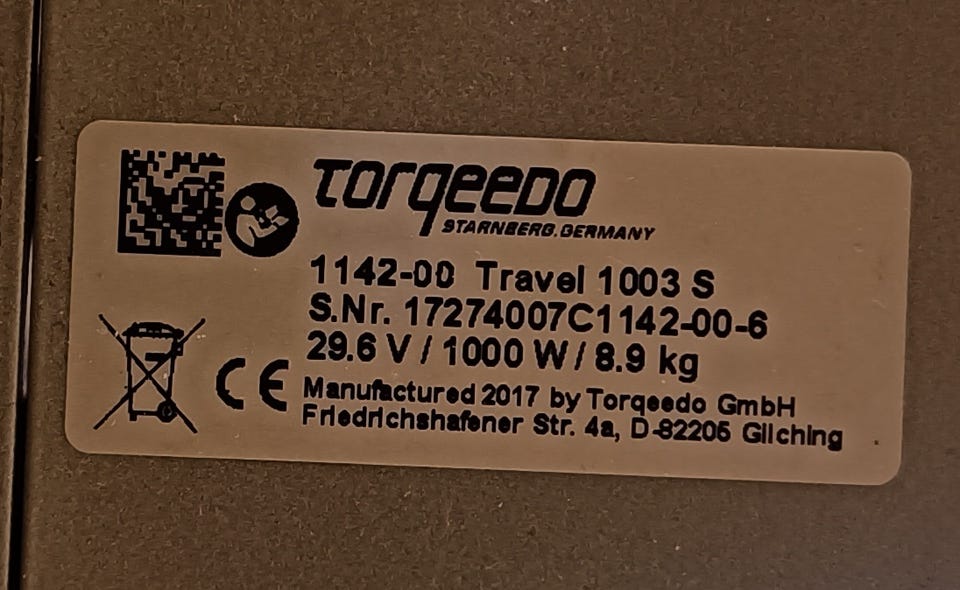 TORQEEDO
STARNBERG.GERMANY
1142-00 Travel 1003 S
S.Nr. 17274007C1142-00-6
29.6 V / 1000 W / 8.9 kg
CE
Manufactured 2017 by Torqeedo GmbH
Friedrichshafener Str. 4a, D-82205 Gilching